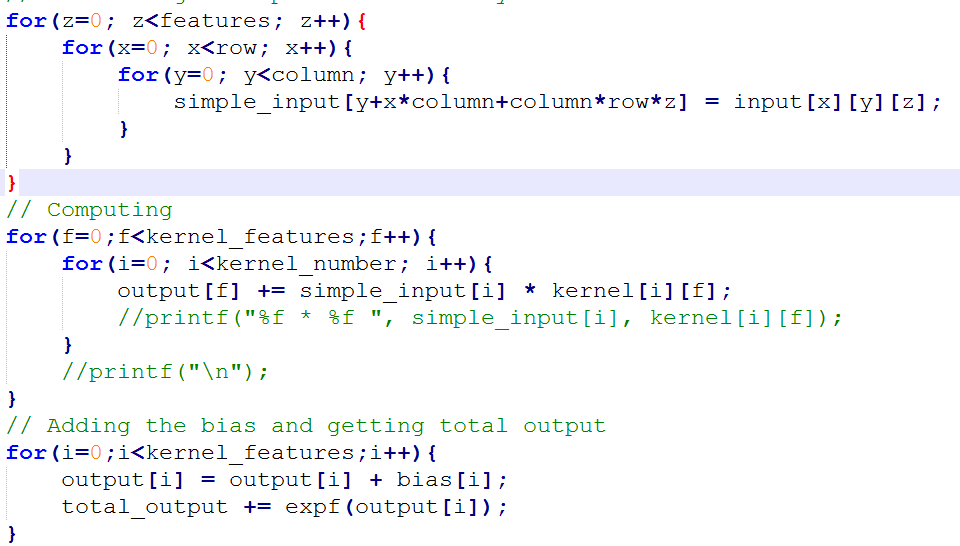 for(z=0; z<features; z++){
    for(x=0; x<row; x++){
        for(y=0; y<column; y++){
            simple_input[y+x*column+column*row*z] = input[x][y][z];
        }
    }
}
// Computing
for(f=0;f<kernel_features;f++){
    for(i=0; i<kernel_number; i++){
        output[f] += simple_input[i] * kernel[i][f];
        //printf("%f * %f ", simple_input[i], kernel[i][f]);
    }
    //printf("\n");
}
// Adding the bias and getting total output
for(i=0;i<kernel_features;i++){
    output[i] = output[i] + bias[i];
    total_output += expf(output[i]);
}